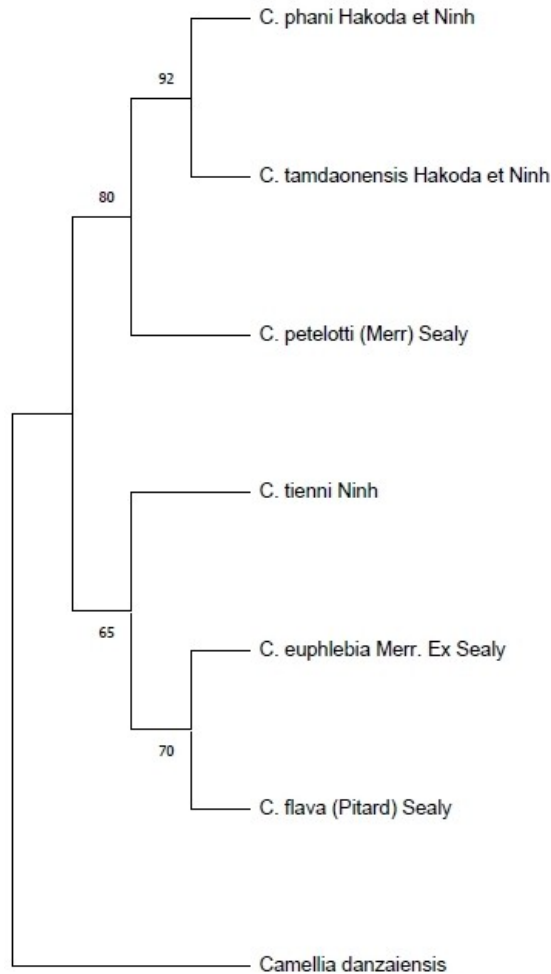 C. phani Hakoda et Ninh
92
C. tamdaonensis Hakoda et Ninh
80
C. petelotti (Merr) Sealy
C. tienni Ninh
65
C. euphlebia Merr. Ex Sealy
70
C. flava (Pitard) Sealy
Camellia danzaiensis